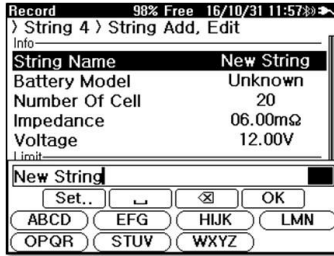 Record 98% Free 16/10/31 11:57
〉String 4 〉String Add, Edit
Info
String Name New String
Battery Model Unknown
Number Of Cell 20
Impedance 06.00mΩ
Voltage 12.00V
Limit
New String
Set.. OK
ABCD EFG HIJK LMN
OPQR STUV WXYZ